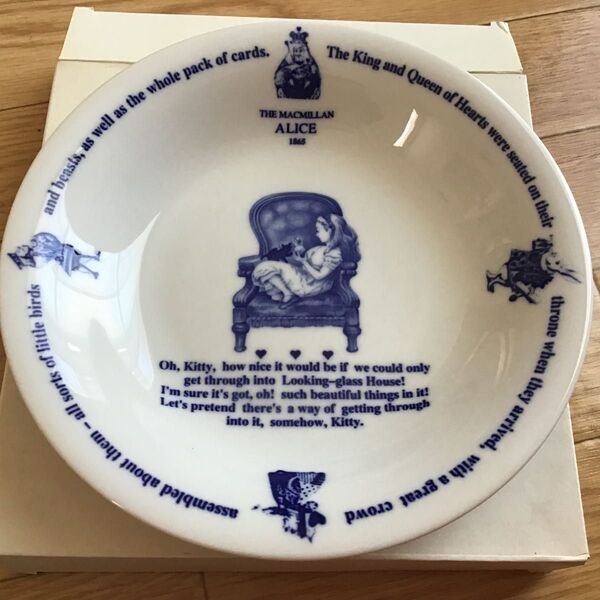 THE MACMILLAN
ALICE
1865
The King and Queen of Hearts were seated on their throne when they arrived, with a great crowd assembled about them – all sorts of little birds and beasts, as well as the whole pack of cards.
Oh, Kitty, how nice it would be if we could only
get through into Looking-glass House!
I'm sure it's got, oh! such beautiful things in it!
Let's pretend there's a way of getting through
into it, somehow, Kitty.